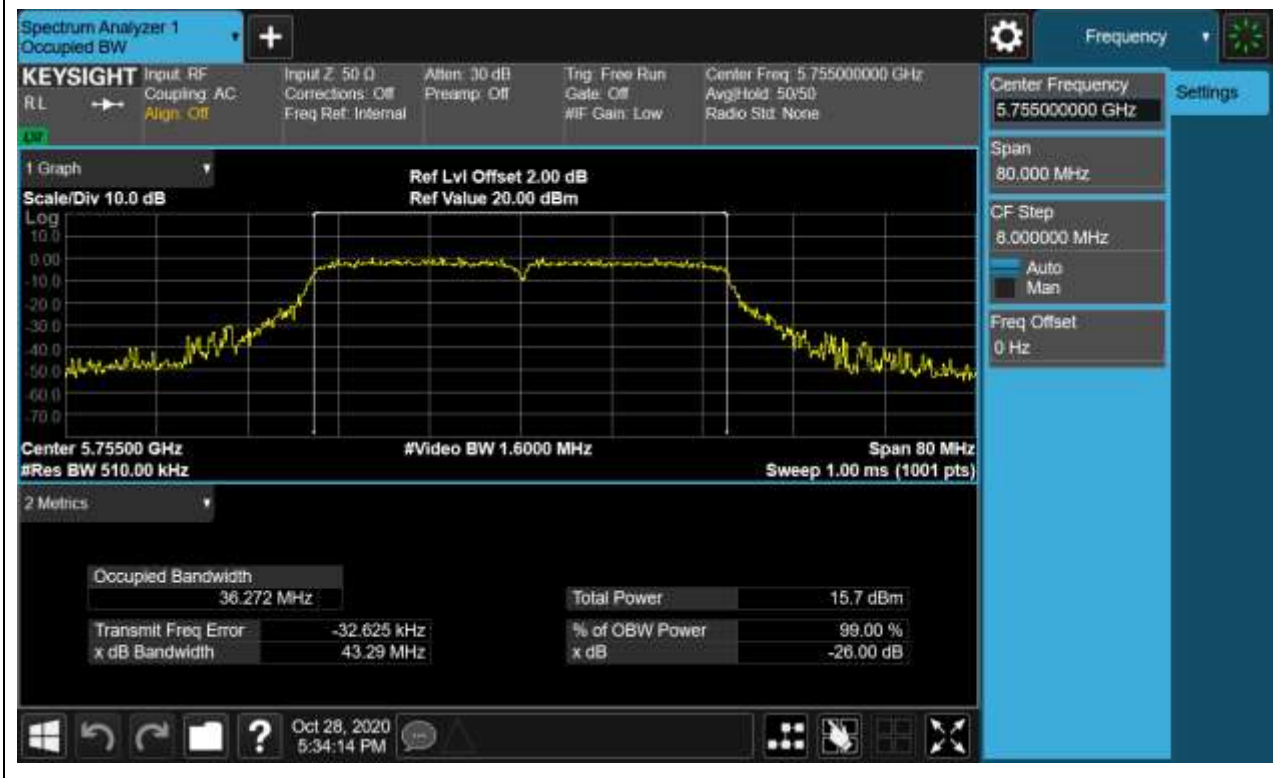 Spectrum Analyzer 1
Occupied BW
+
Frequency
KEYSIGHT
RL
LXI
Input: RF
Coupling: AC
Align: Off
Input Z: 50 Ω
Corrections: Off
Freq Ref: Internal
Atten: 30 dB
Preamp: Off
Trig: Free Run
Gate: Off
#IF Gain: Low
Center Freq: 5.755000000 GHz
Avg|Hold: 50/50
Radio Std: None
Center Frequency
5.755000000 GHz
Settings
Span
80.000 MHz
CF Step
8.000000 MHz
Auto
Man
Freq Offset
0 Hz
1 Graph
Scale/Div 10.0 dB
Ref Lvl Offset 2.00 dB
Ref Value 20.00 dBm
Log
10.0
0.00
-10.0
-20.0
-30.0
-40.0
-50.0
-60.0
-70.0
Center 5.75500 GHz
#Video BW 1.6000 MHz
Span 80 MHz
#Res BW 510.00 kHz
Sweep 1.00 ms (1001 pts)
2 Metrics
Occupied Bandwidth
36.272 MHz
Total Power 15.7 dBm
Transmit Freq Error -32.625 kHz
% of OBW Power 99.00 %
x dB Bandwidth 43.29 MHz
x dB -26.00 dB
?
Oct 28, 2020
5:34:14 PM